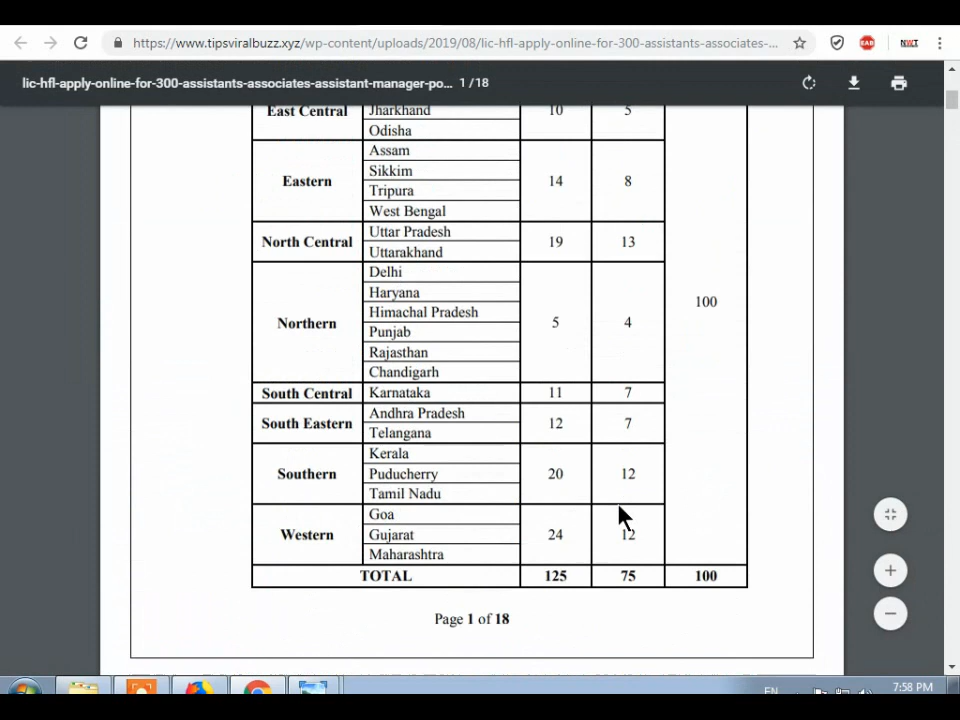 https://www.tipsviralbuzz.xyz/wp-content/uploads/2019/08/lic-hfl-apply-online-for-300-assistants-associates-...
EAB
NWT
lic-hfl-apply-online-for-300-assistants-associates-assistant-manager-po... 1 / 18
East Central Jharkhand 10 5
Odisha
Assam
Eastern Sikkim 14 8
Tripura
West Bengal
North Central Uttar Pradesh 19 13
Uttarakhand
Delhi
Haryana
Himachal Pradesh 100
Northern Punjab 5 4
Rajasthan
Chandigarh
South Central Karnataka 11 7
South Eastern Andhra Pradesh 12 7
Telangana
Kerala
Southern Puducherry 20 12
Tamil Nadu
Goa
Western Gujarat 24 12
Maharashtra
TOTAL 125 75 100
Page 1 of 18
EN
7:58 PM